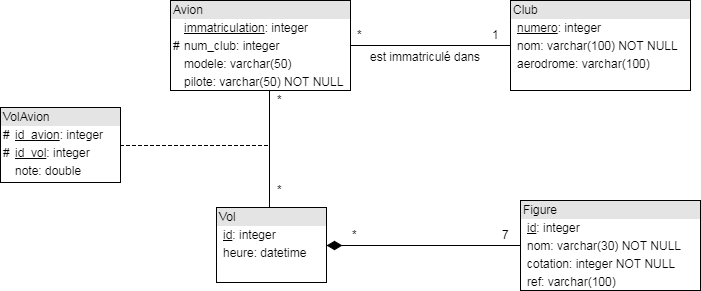 Avion
immatriculation: integer
# num_club: integer
modele: varchar(50)
pilote: varchar(50) NOT NULL
*
1
est immatriculé dans
Club
numero: integer
nom: varchar(100) NOT NULL
aerodrome: varchar(100)
*
VolAvion
# id_avion: integer
# id_vol: integer
note: double
*
Vol
id: integer
heure: datetime
*
7
Figure
id: integer
nom: varchar(30) NOT NULL
cotation: integer NOT NULL
ref: varchar(100)